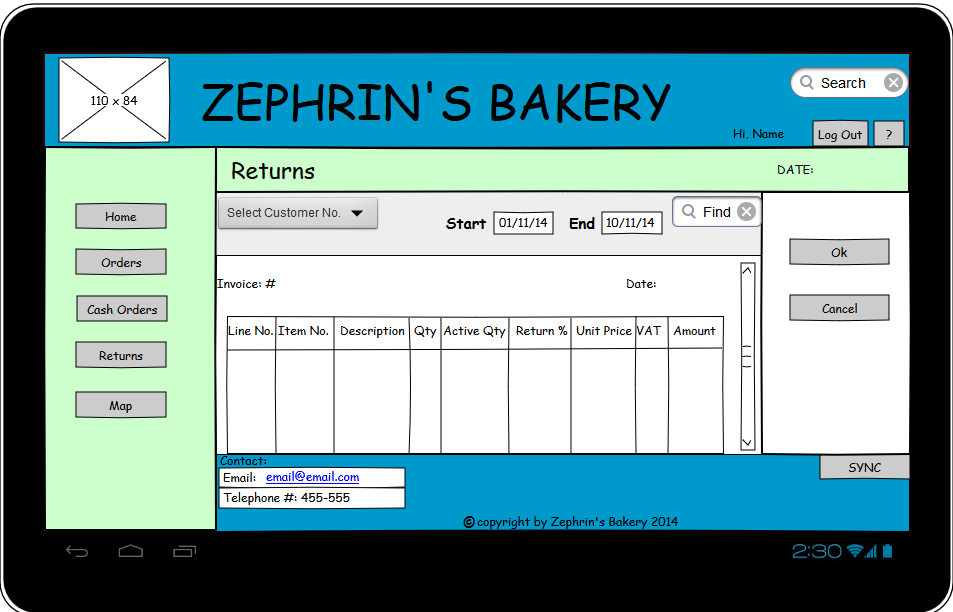 110 x 84
ZEPHRIN'S BAKERY
Search
Hi, Name
Log Out
?
Returns
DATE:
Home
Orders
Cash Orders
Returns
Map
Select Customer No.
Start 01/11/14 End 10/11/14
Find
Invoice: #
Date:
Line No. Item No. Description Qty Active Qty Return % Unit Price VAT Amount
Ok
Cancel
Contact:
Email: email@email.com
Telephone #: 455-555
SYNC
© copyright by Zephrin's Bakery 2014
2:30